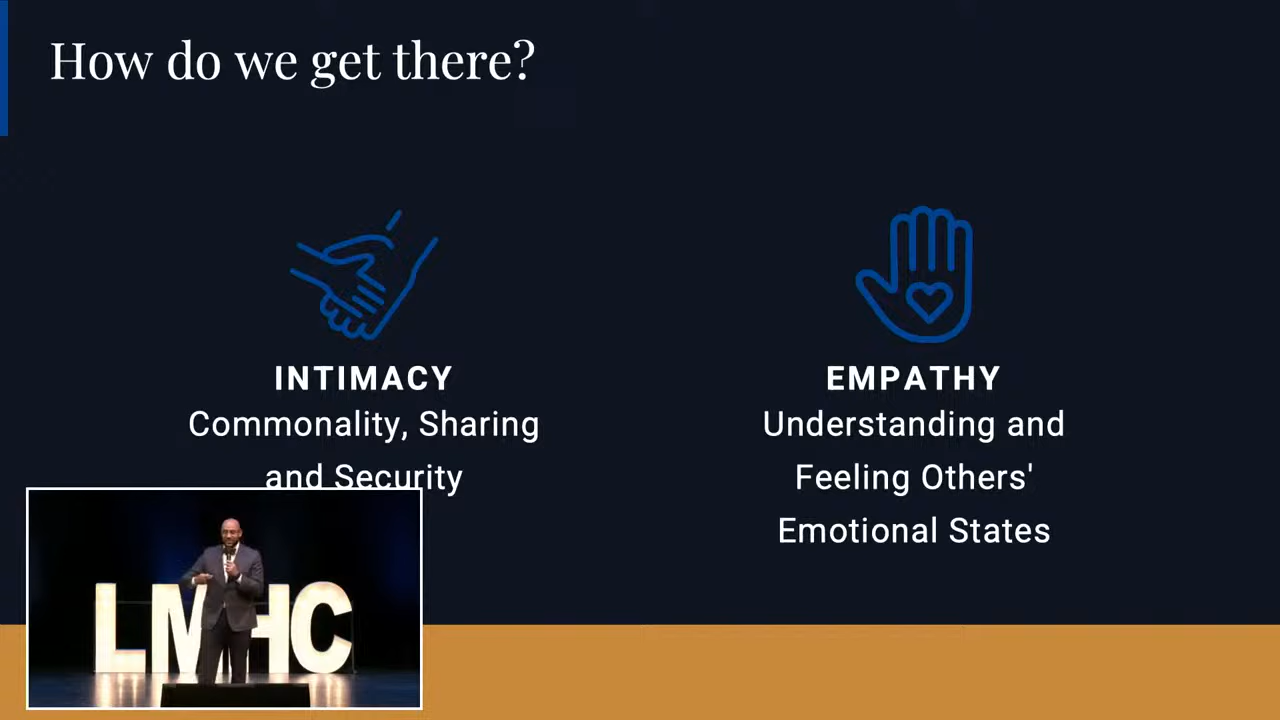 How do we get there?
INTIMACY
Commonality, Sharing
and Security
EMPATHY
Understanding and
Feeling Others'
Emotional States
LMHC